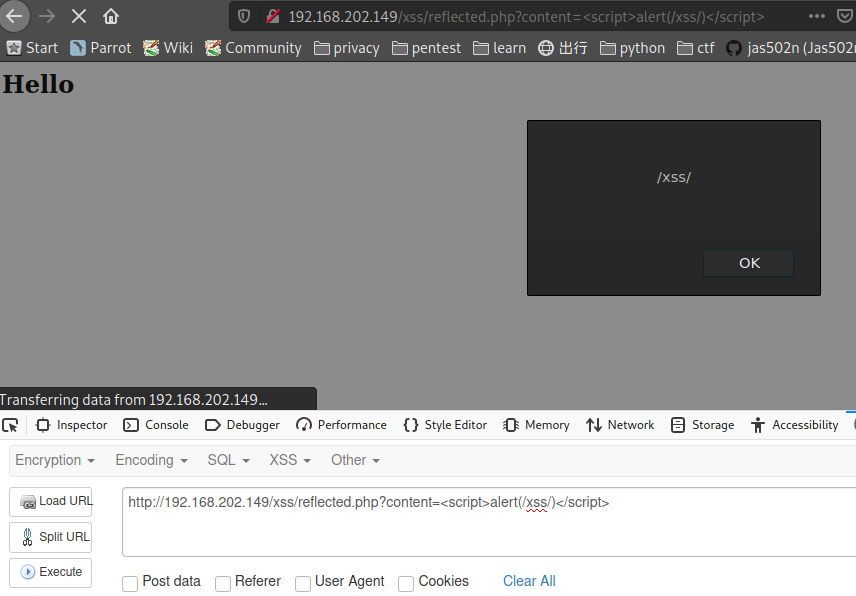 192.168.202.149/xss/reflected.php?content=<script>alert(/xss/)</script>
Start Parrot Wiki Community privacy pentest learn 出行 python ctf jas502n (Jas502n
Hello
/xss/
OK
Transferring data from 192.168.202.149…
Inspector Console Debugger Performance Style Editor Memory Network Storage Accessibility
Encryption Encoding SQL XSS Other
Load URL
http://192.168.202.149/xss/reflected.php?content=<script>alert(/xss/)</script>
Split URL
Execute
Post data Referer User Agent Cookies Clear All